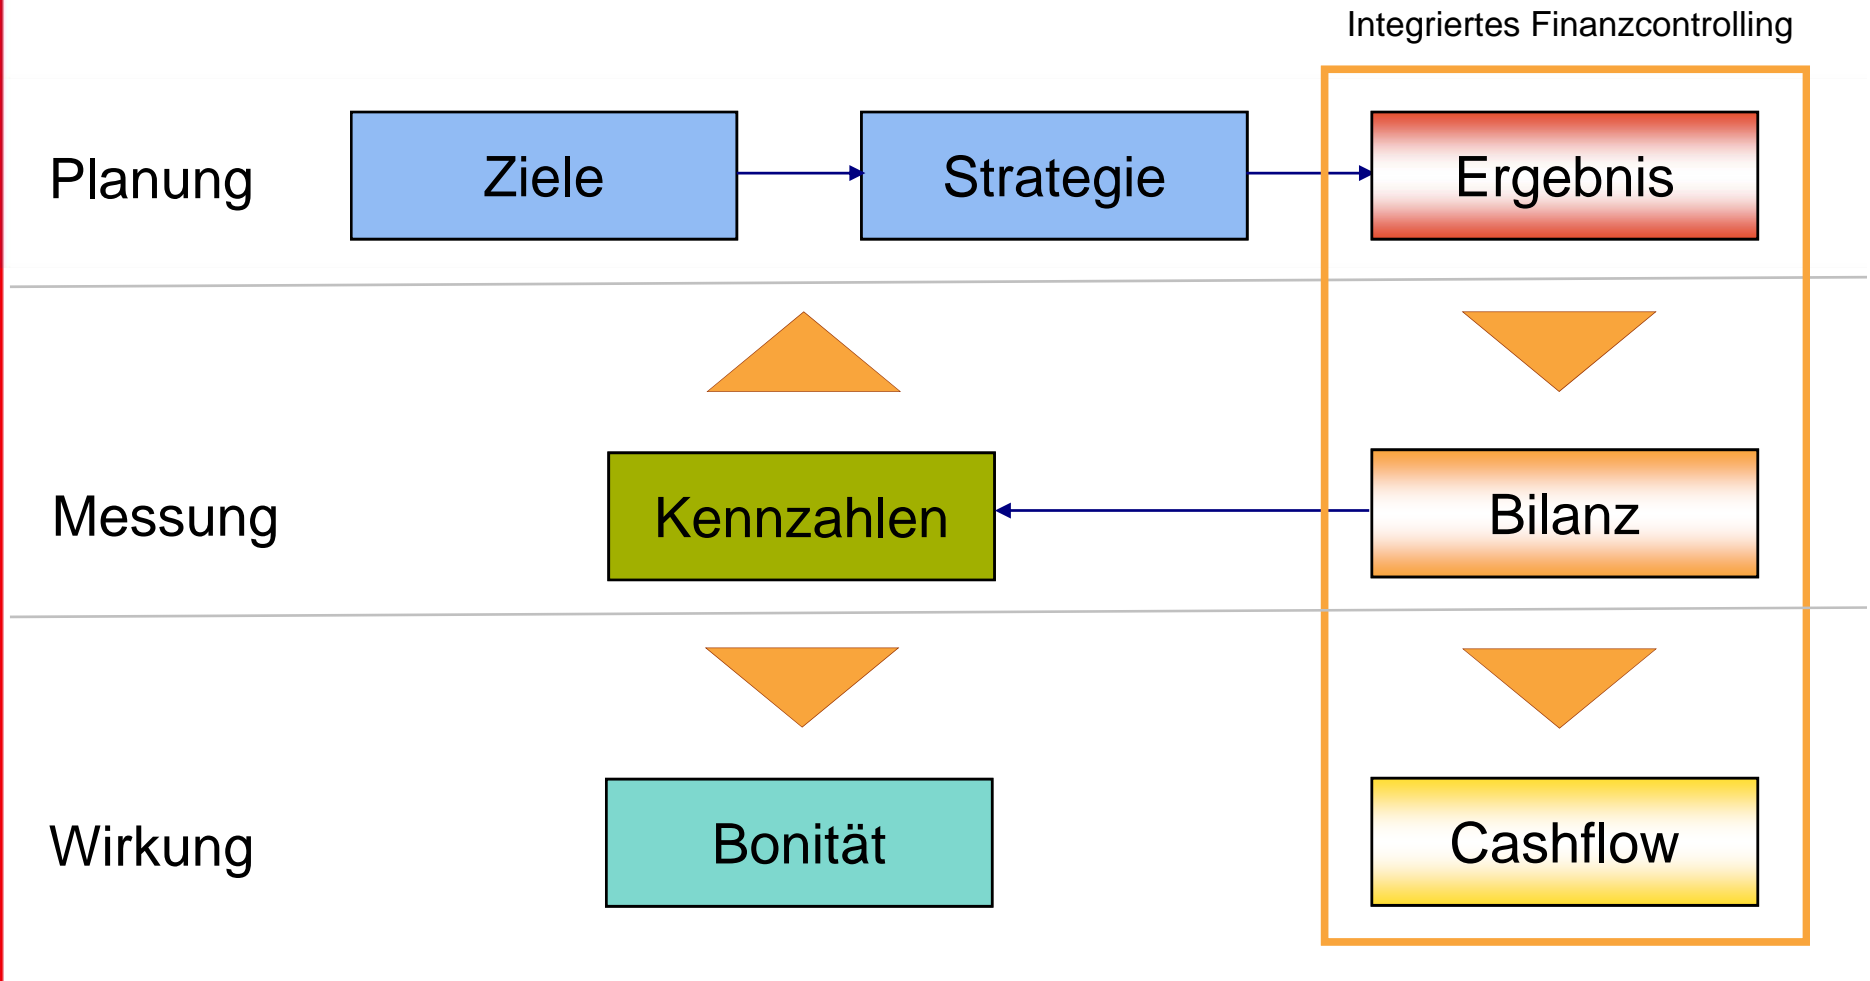 Integriertes Finanzcontrolling
Planung
Ziele
Strategie
Ergebnis
Messung
Kennzahlen
Bilanz
Wirkung
Bonität
Cashflow